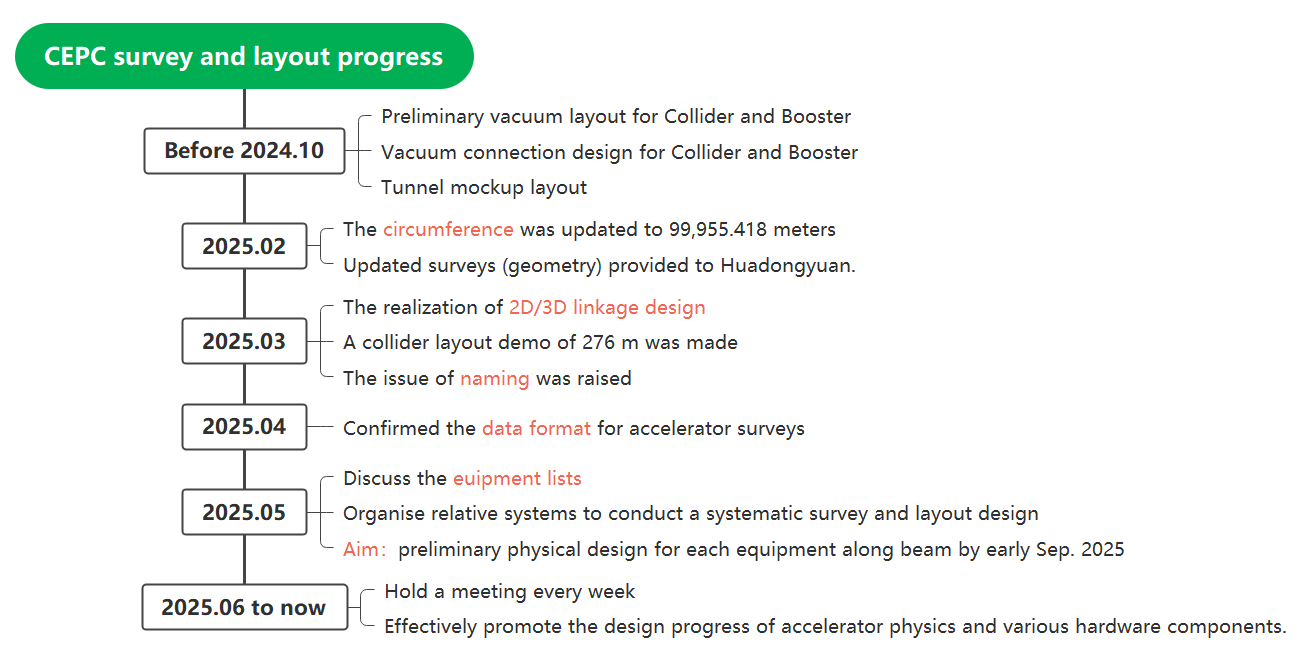 CEPC survey and layout progress
Before 2024.10
Preliminary vacuum layout for Collider and Booster
Vacuum connection design for Collider and Booster
Tunnel mockup layout
2025.02
The circumference was updated to 99,955.418 meters
Updated surveys (geometry) provided to Huadongyuan.
2025.03
The realization of 2D/3D linkage design
A collider layout demo of 276 m was made
The issue of naming was raised
2025.04
Confirmed the data format for accelerator surveys
2025.05
Discuss the euipment lists
Organise relative systems to conduct a systematic survey and layout design
Aim： preliminary physical design for each equipment along beam by early Sep. 2025
2025.06 to now
Hold a meeting every week
Effectively promote the design progress of accelerator physics and various hardware components.